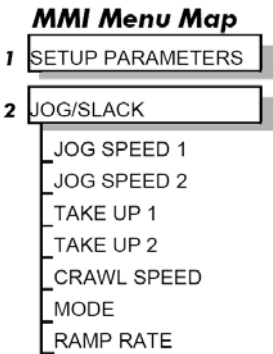 MMI Menu Map
1 SETUP PARAMETERS
2 JOG/SLACK
JOG SPEED 1
JOG SPEED 2
TAKE UP 1
TAKE UP 2
CRAWL SPEED
MODE
RAMP RATE